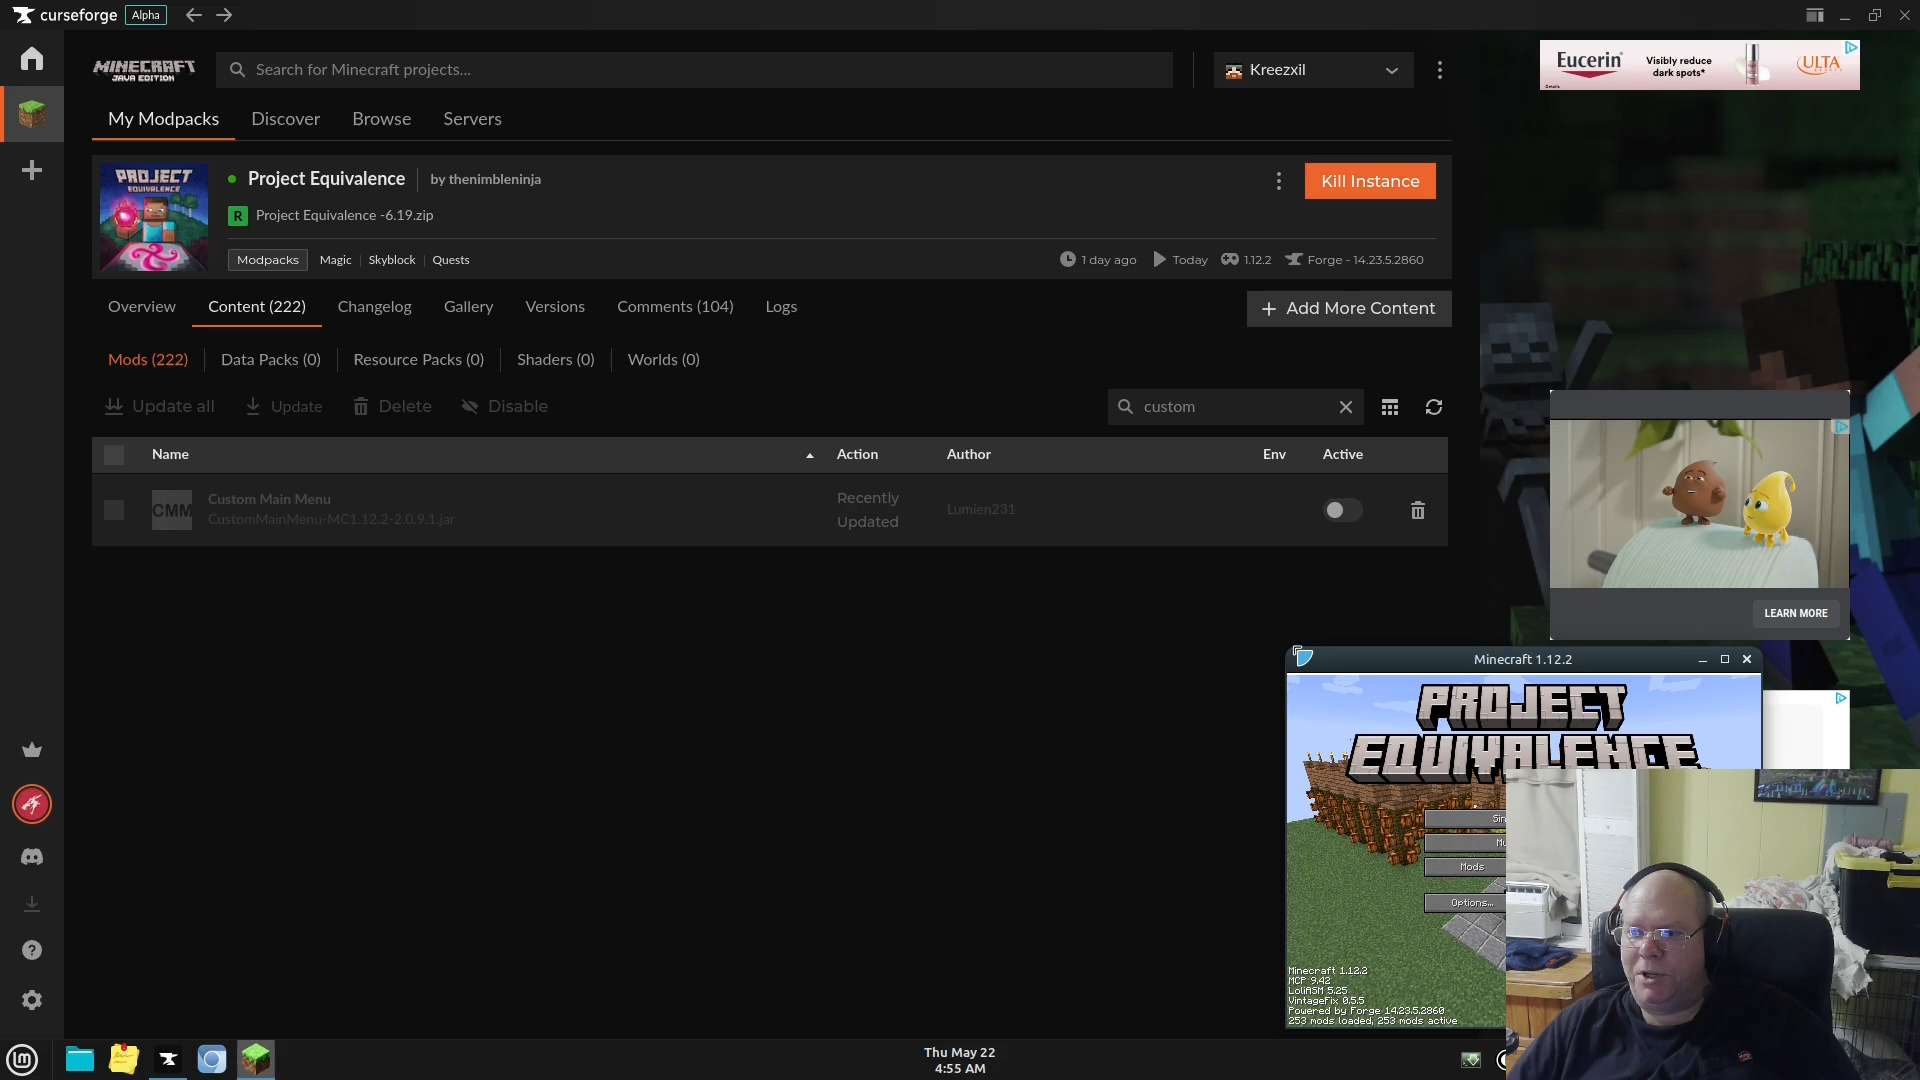 curseforge Alpha
MINECRAFT
JAVA EDITION
Search for Minecraft projects...
Kreezxil
Eucerin
Visibly reduce
dark spots*
ULTA
Details
My Modpacks Discover Browse Servers
PROJECT
EQUIVALENCE
Project Equivalence by thenimbleninja
Kill Instance
R Project Equivalence -6.19.zip
Modpacks Magic Skyblock Quests
1 day ago Today 1.12.2 Forge - 14.23.5.2860
Overview Content (222) Changelog Gallery Versions Comments (104) Logs
+ Add More Content
Mods (222) Data Packs (0) Resource Packs (0) Shaders (0) Worlds (0)
Update all Update Delete Disable
custom
Name Action Author Env Active
CMM
Custom Main Menu
CustomMainMenu-MC1.12.2-2.0.9.1.jar
Recently
Updated
Lumien231
LEARN MORE
Minecraft 1.12.2
PROJECT
EQUIVALENCE
Sin
Mu
Mods
Options...
Minecraft 1.12.2
MCP 9.42
LoliASM 5.25
VintageFix 0.5.5
Powered by Forge 14.23.5.2860
253 mods loaded, 253 mods active
Thu May 22
4:55 AM